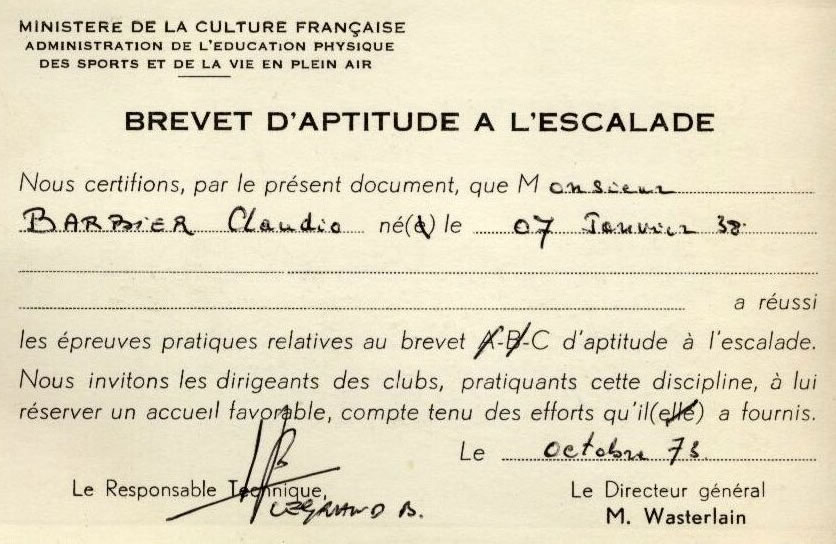 MINISTERE DE LA CULTURE FRANÇAISE
ADMINISTRATION DE L'EDUCATION PHYSIQUE
DES SPORTS ET DE LA VIE EN PLEIN AIR
BREVET D'APTITUDE A L'ESCALADE
Nous certifions, par le présent document, que Monsieur
BARBIER Claudio né(e) le 07 Janvier 38
a réussi
les épreuves pratiques relatives au brevet A-B-C d'aptitude à l'escalade.
Nous invitons les dirigeants des clubs, pratiquants cette discipline, à lui
réserver un accueil favorable, compte tenu des efforts qu'il(elle) a fournis.
Le Octobre 73
Le Responsable Technique,
LEGRAND B.
Le Directeur général
M. Wasterlain